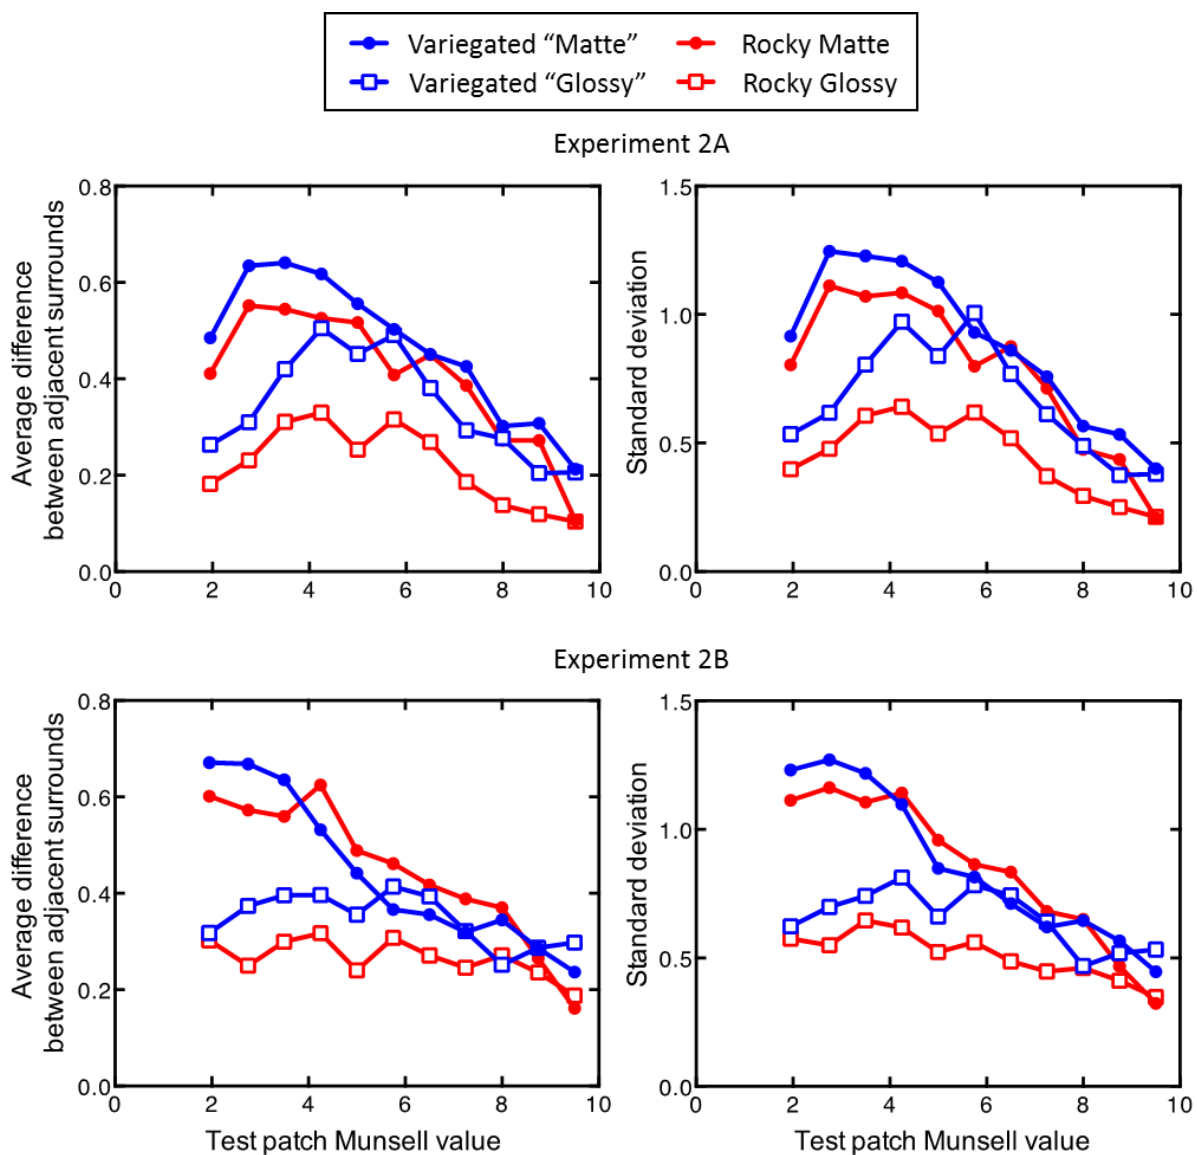 Variegated “Matte” Rocky Matte
Variegated “Glossy” Rocky Glossy
Experiment 2A
Average difference
between adjacent surrounds
0.8
0.6
0.4
0.2
0.0
0 2 4 6 8 10
Standard deviation
1.5
1.0
0.5
0.0
0 2 4 6 8 10
Experiment 2B
Average difference
between adjacent surrounds
0.8
0.6
0.4
0.2
0.0
0 2 4 6 8 10
Test patch Munsell value
Standard deviation
1.5
1.0
0.5
0.0
0 2 4 6 8 10
Test patch Munsell value